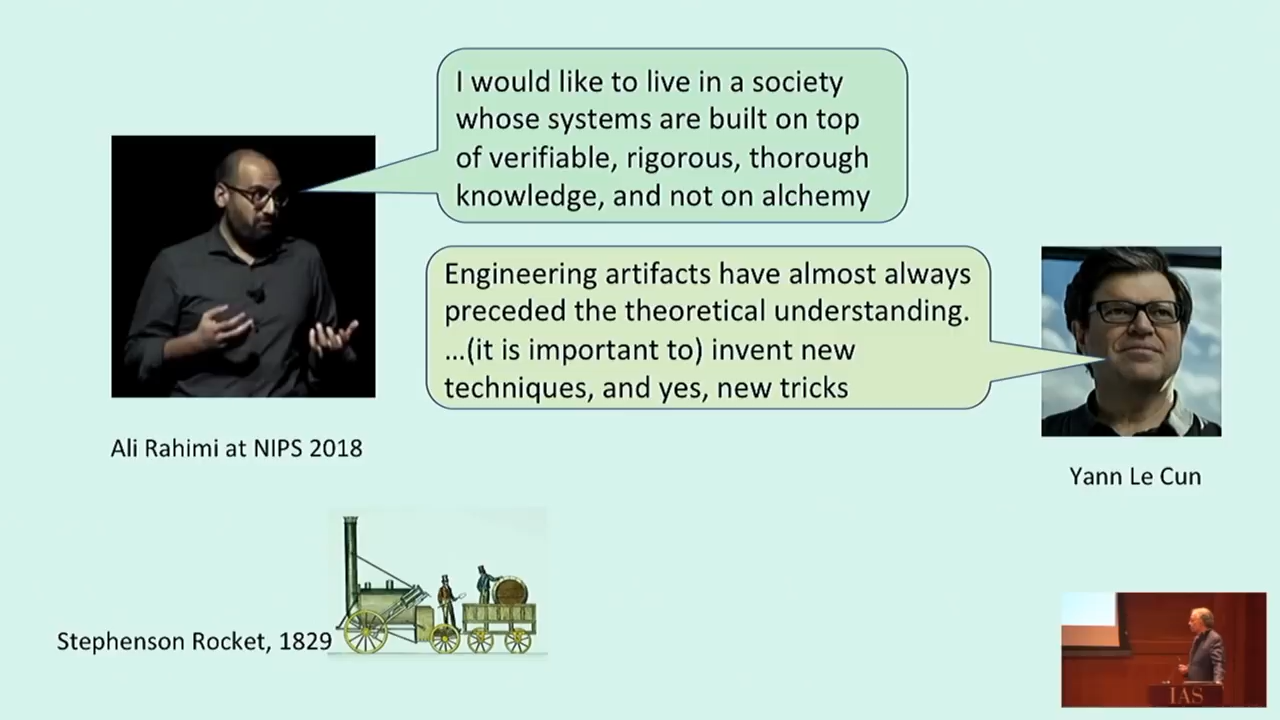 I would like to live in a society
whose systems are built on top
of verifiable, rigorous, thorough
knowledge, and not on alchemy
Engineering artifacts have almost always
preceded the theoretical understanding.
...(it is important to) invent new
techniques, and yes, new tricks
Ali Rahimi at NIPS 2018
Yann Le Cun
Stephenson Rocket, 1829
IAS